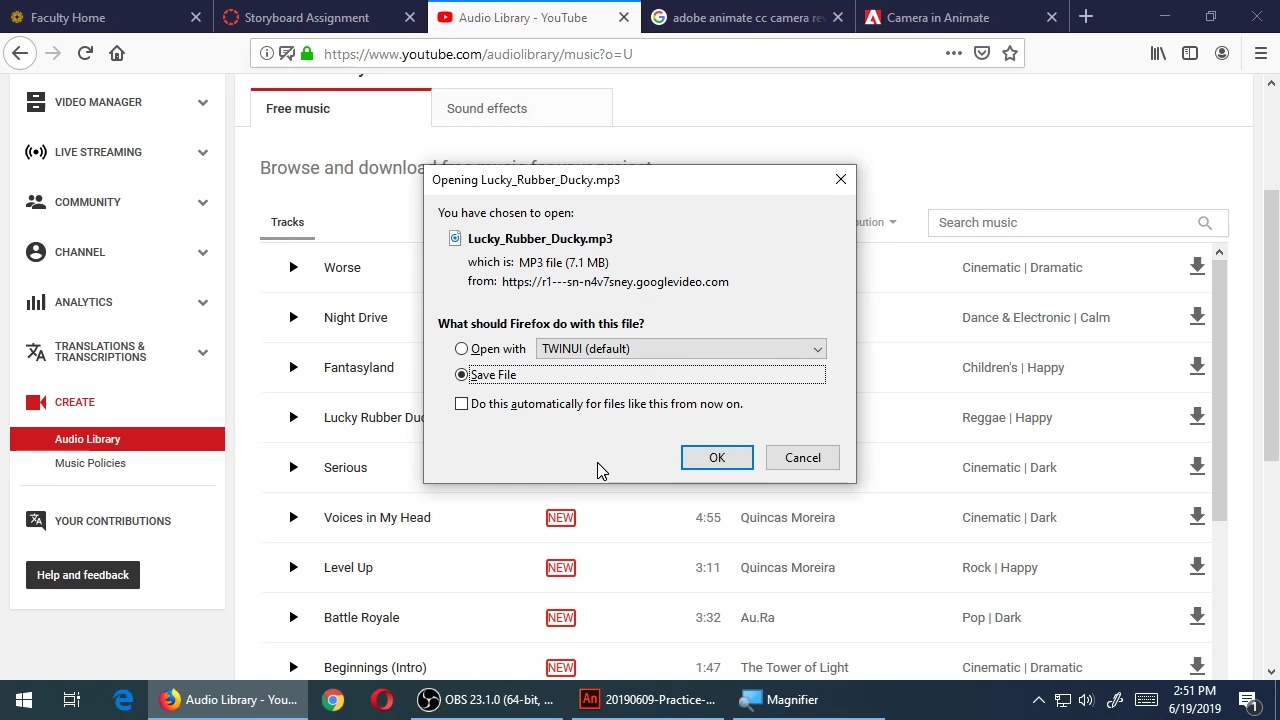 Faculty Home
Storyboard Assignment
Audio Library - YouTube
adobe animate cc camera re
Camera in Animate
https://www.youtube.com/audiolibrary/music?o=U
VIDEO MANAGER
LIVE STREAMING
COMMUNITY
CHANNEL
ANALYTICS
TRANSLATIONS &
TRANSCRIPTIONS
CREATE
Audio Library
Music Policies
YOUR CONTRIBUTIONS
Help and feedback
Free music
Sound effects
Browse and download free music for your project
Tracks
bution
Search music
Worse
Cinematic | Dramatic
Night Drive
Dance & Electronic | Calm
Fantasyland
Children's | Happy
Lucky Rubber Du
Reggae | Happy
Serious
Cinematic | Dark
Voices in My Head NEW 4:55 Quincas Moreira Cinematic | Dark
Level Up NEW 3:11 Quincas Moreira Rock | Happy
Battle Royale NEW 3:32 Au.Ra Pop | Dark
Beginnings (Intro) NEW 1:47 The Tower of Light Cinematic | Dramatic
Opening Lucky_Rubber_Ducky.mp3
You have chosen to open:
Lucky_Rubber_Ducky.mp3
which is: MP3 file (7.1 MB)
from: https://r1---sn-n4v7sney.googlevideo.com
What should Firefox do with this file?
Open with TWINUI (default)
Save File
Do this automatically for files like this from now on.
OK
Cancel
Audio Library - You...
OBS 23.1.0 (64-bit, ...
An 20190609-Practice-...
Magnifier
2:51 PM
6/19/2019
1